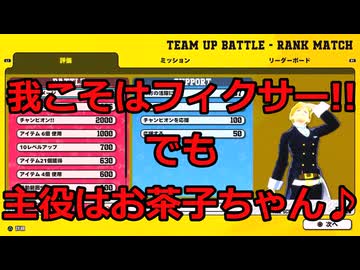 TEAM UP BATTLE - RANK MATCH
評価
ミッション
リーダーボード
我こそはフィクサー!!
チャンピオン!! 2000
チャンピオンを応援 100
アイテム 6個 使用 1000
50
でも
10レベルアップ 700
アイテム21個獲得 630
アイテム 4個 使用 600
主役はお茶子ちゃん♪
次へ